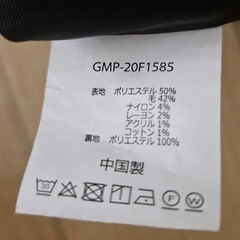 GMP-20F1585
表地 ポリエステル 50%
毛 42%
ナイロン 4%
レーヨン 2%
アクリル 1%
コットン 1%
裏地 ポリエステル 100%
中国製
30
F
W